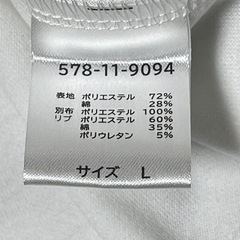 578-11-9094
表地 ポリエステル 72%
綿 28%
別布 ポリエステル 100%
リブ ポリエステル 60%
綿 35%
ポリウレタン 5%
サイズ L